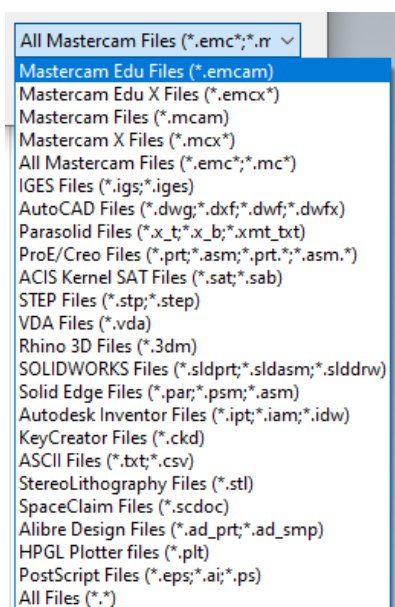 All Mastercam Files (*.emc*;*.m
Mastercam Edu Files (*.emcam)
Mastercam Edu X Files (*.emcx*)
Mastercam Files (*.mcam)
Mastercam X Files (*.mcx*)
All Mastercam Files (*.emc*;*.mc*)
IGES Files (*.igs;*.iges)
AutoCAD Files (*.dwg;*.dxf;*.dwf;*.dwfx)
Parasolid Files (*.x_t;*.x_b;*.xmt_txt)
ProE/Creo Files (*.prt;*.asm;*.prt.*;*.asm.*)
ACIS Kernel SAT Files (*.sat;*.sab)
STEP Files (*.stp;*.step)
VDA Files (*.vda)
Rhino 3D Files (*.3dm)
SOLIDWORKS Files (*.sldprt;*.sldasm;*.slddrw)
Solid Edge Files (*.par;*.psm;*.asm)
Autodesk Inventor Files (*.ipt;*.iam;*.idw)
KeyCreator Files (*.ckd)
ASCII Files (*.txt;*.csv)
StereoLithography Files (*.stl)
SpaceClaim Files (*.scdoc)
Alibre Design Files (*.ad_prt;*.ad_smp)
HPGL Plotter files (*.plt)
PostScript Files (*.eps;*.ai;*.ps)
All Files (*.*)